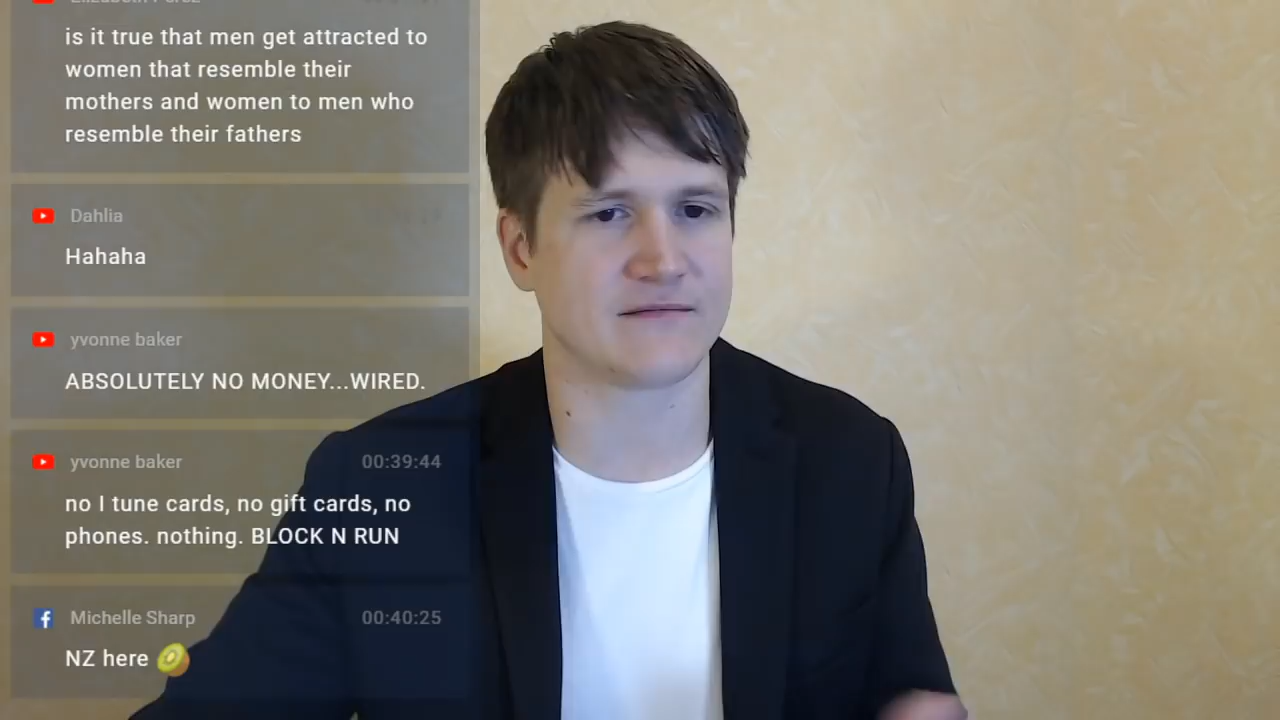 is it true that men get attracted to
women that resemble their
mothers and women to men who
resemble their fathers
Dahlia
Hahaha
yvonne baker
ABSOLUTELY NO MONEY...WIRED.
yvonne baker 00:39:44
no I tune cards, no gift cards, no
phones. nothing. BLOCK N RUN
Michelle Sharp 00:40:25
NZ here